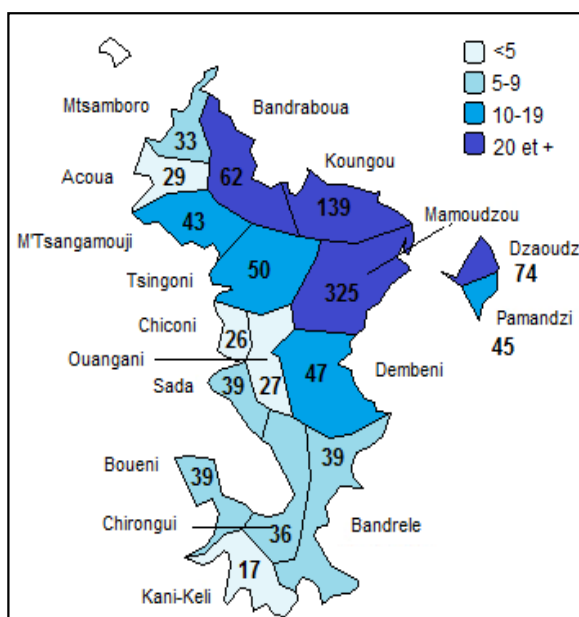 <5
5-9
10-19
20 et +
Mtsamboro
Bandraboua
33
Koungou
Acoua
29
62
139
Mamoudzou
M'Tsangamouji
43
Dzaoudz
74
Tsingoni
50
325
Pamandzi
45
Chiconi
26
Ouangani
Sada
39
27
47
Dembeni
Boueni
39
39
Chirongui
36
Bandrele
17
Kani-Keli